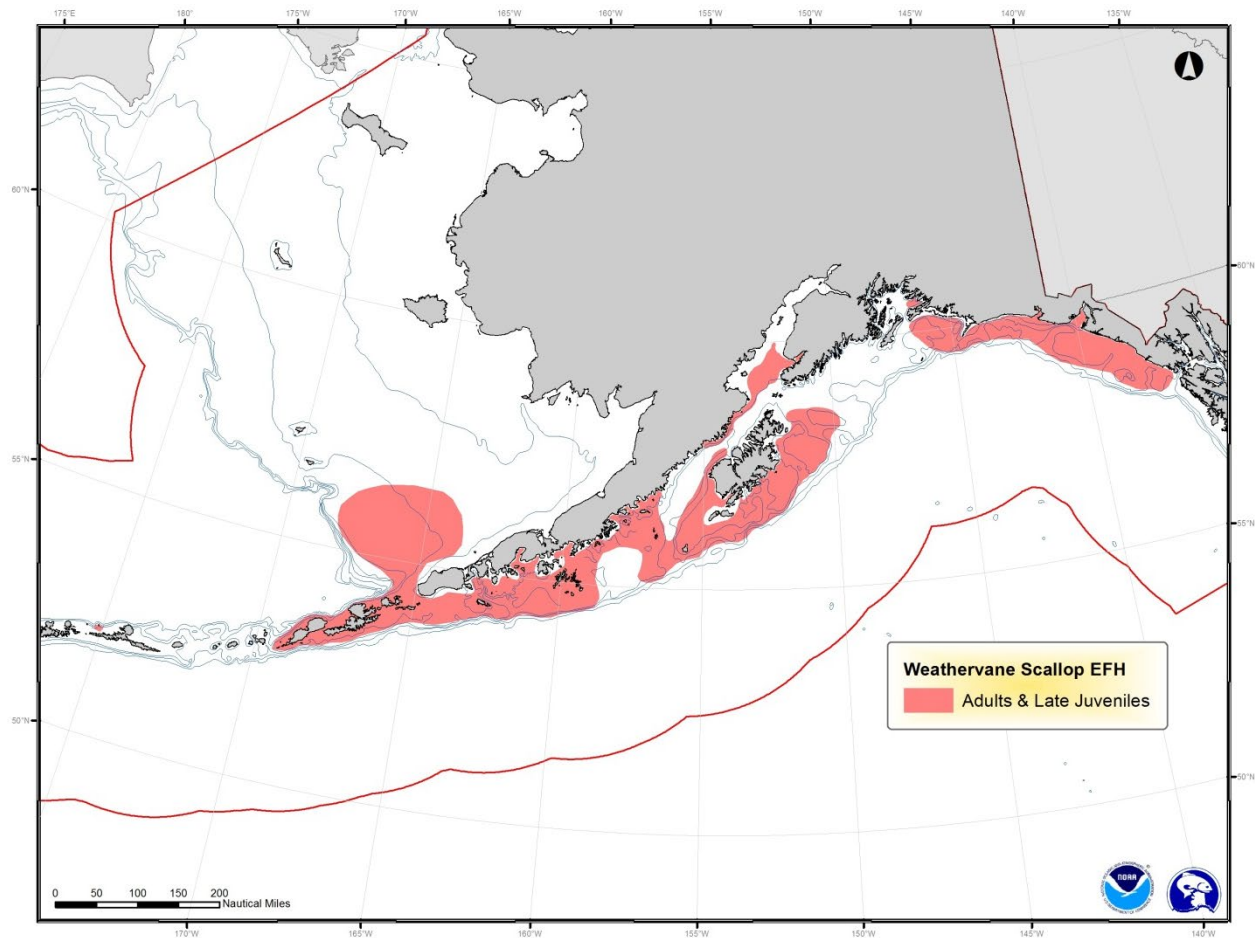 175°E 180° 175°W 170°W 165°W 160°W 155°W 150°W 145°W 140°W 135°W
60°N 60°N
55°N 55°N
50°N 50°N
Weathervane Scallop EFH
Adults & Late Juveniles
0 50 100 150 200
Nautical Miles
NOAA
170°W 165°W 160°W 155°W 150°W 145°W 140°W